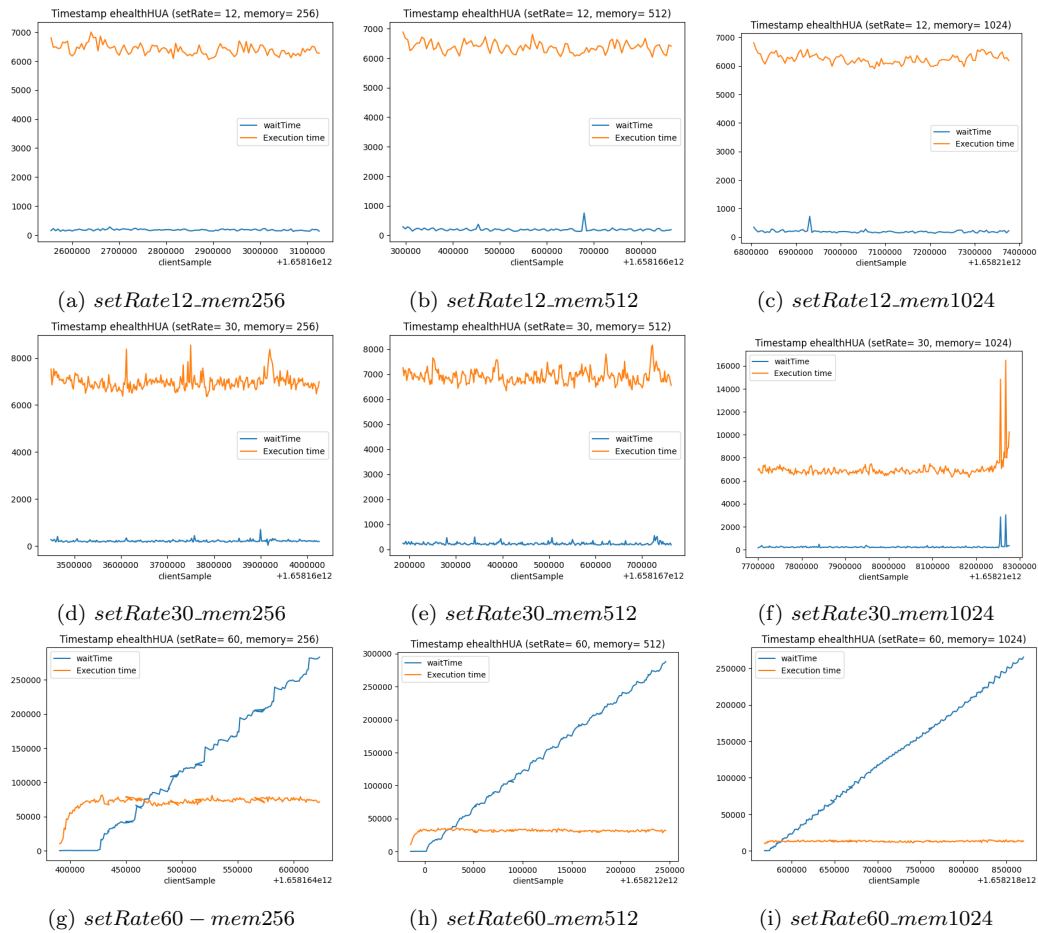 Timestamp ehealthHUA (setRate= 12, memory= 256)
7000
6000
5000
4000
3000
2000
1000
0
waitTime
Execution time
2600000 2700000 2800000 2900000 3000000 3100000
clientSample
+1.65816e12
(a) setRate12_mem256
Timestamp ehealthHUA (setRate= 12, memory= 512)
7000
6000
5000
4000
3000
2000
1000
0
waitTime
Execution time
300000 400000 500000 600000 700000 800000
clientSample
+1.658166e12
(b) setRate12_mem512
Timestamp ehealthHUA (setRate= 12, memory= 1024)
7000
6000
5000
4000
3000
2000
1000
0
waitTime
Execution time
6800000 6900000 7000000 7100000 7200000 7300000 7400000
clientSample
+1.65821e12
(c) setRate12_mem1024
Timestamp ehealthHUA (setRate= 30, memory= 256)
8000
6000
4000
2000
0
waitTime
Execution time
3500000 3600000 3700000 3800000 3900000 4000000
clientSample
+1.65816e12
(d) setRate30_mem256
Timestamp ehealthHUA (setRate= 30, memory= 512)
8000
7000
6000
5000
4000
3000
2000
1000
0
waitTime
Execution time
200000 300000 400000 500000 600000 700000
clientSample
+1.658167e12
(e) setRate30_mem512
Timestamp ehealthHUA (setRate= 30, memory= 1024)
16000
14000
12000
10000
8000
6000
4000
2000
0
waitTime
Execution time
7700000 7800000 7900000 8000000 8100000 8200000 8300000
clientSample
+1.65821e12
(f) setRate30_mem1024
Timestamp ehealthHUA (setRate= 60, memory= 256)
250000
200000
150000
100000
50000
0
waitTime
Execution time
400000 450000 500000 550000 600000
clientSample
+1.658164e12
(g) setRate60 − mem256
Timestamp ehealthHUA (setRate= 60, memory= 512)
300000
250000
200000
150000
100000
50000
0
waitTime
Execution time
0 50000 100000 150000 200000 250000
clientSample
+1.658212e12
(h) setRate60_mem512
Timestamp ehealthHUA (setRate= 60, memory= 1024)
250000
200000
150000
100000
50000
0
waitTime
Execution time
600000 650000 700000 750000 800000 850000
clientSample
+1.658218e12
(i) setRate60_mem1024